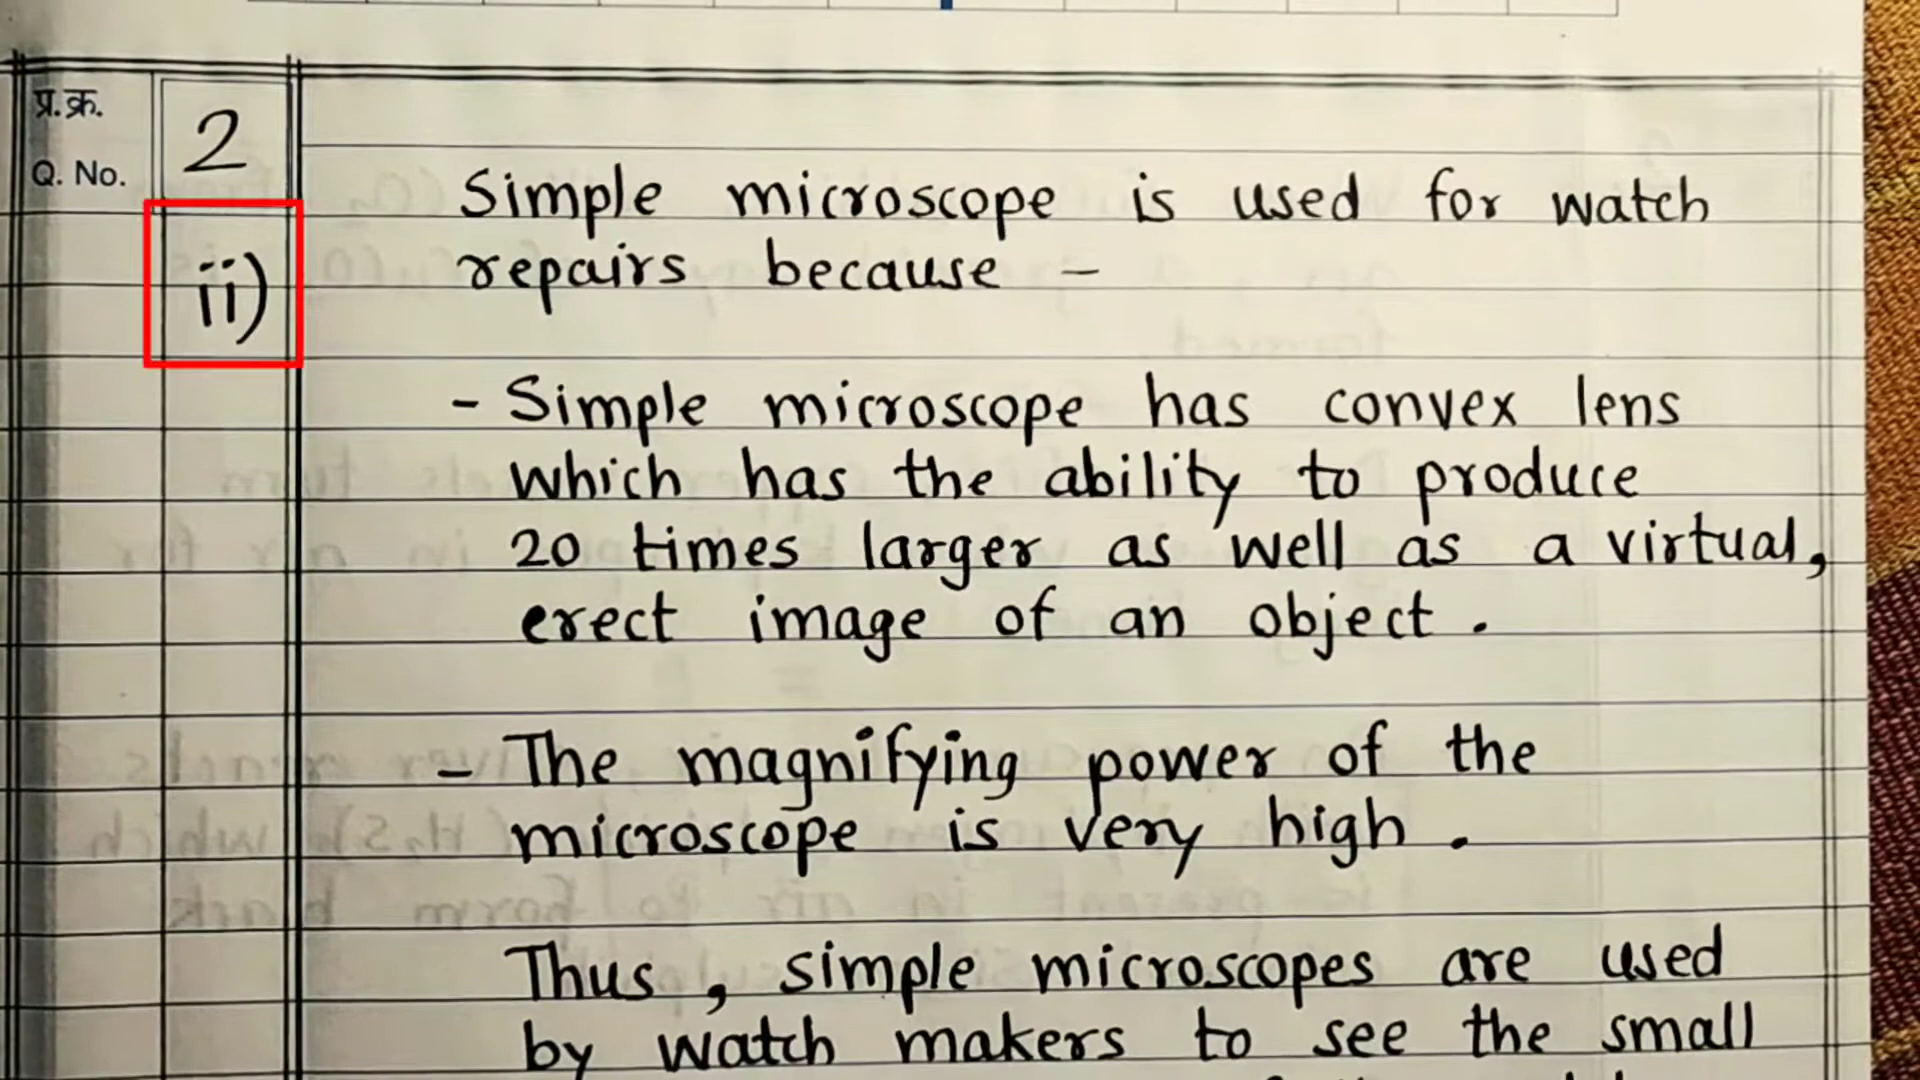 प्र.क्र.
Q. No.
2
ii)
Simple microscope is used for watch
repairs because –
- Simple microscope has convex lens
which has the ability to produce
20 times larger as well as a virtual,
erect image of an object .
- The magnifying power of the
microscope is very high .
Thus , simple microscopes are used
by watch makers to see the small